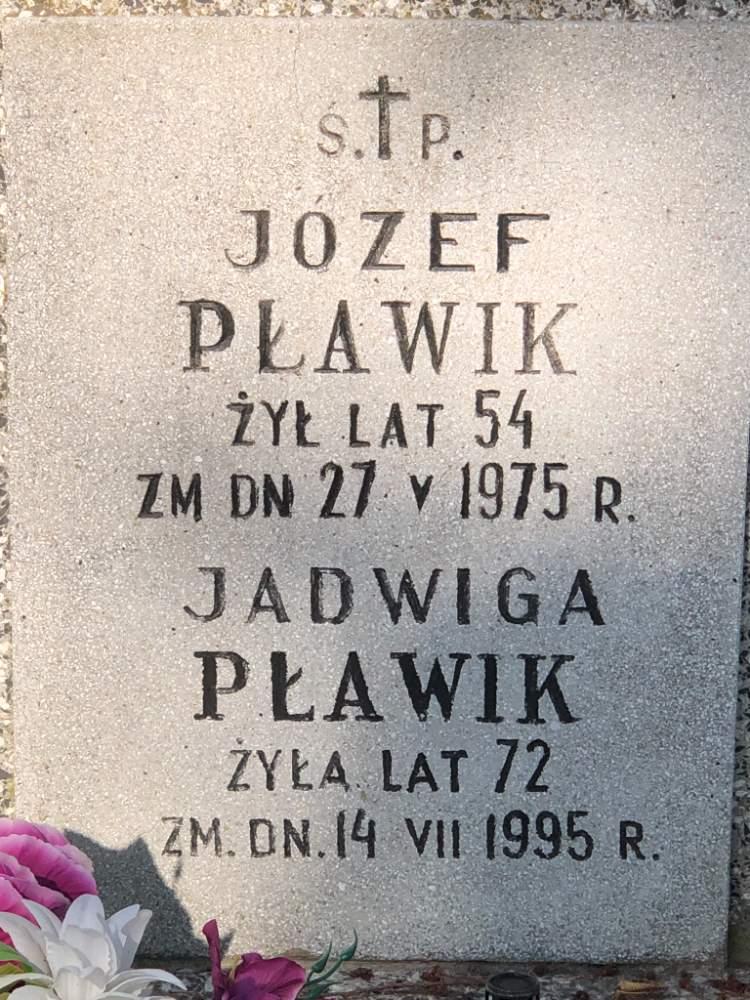 Ś.†P.
JÓZEF
PŁAWIK
ŻYŁ LAT 54
ZM DN 27 V 1975 R.
JADWIGA
PŁAWIK
ŻYŁA LAT 72
ZM. DN. 14 VII 1995 R.